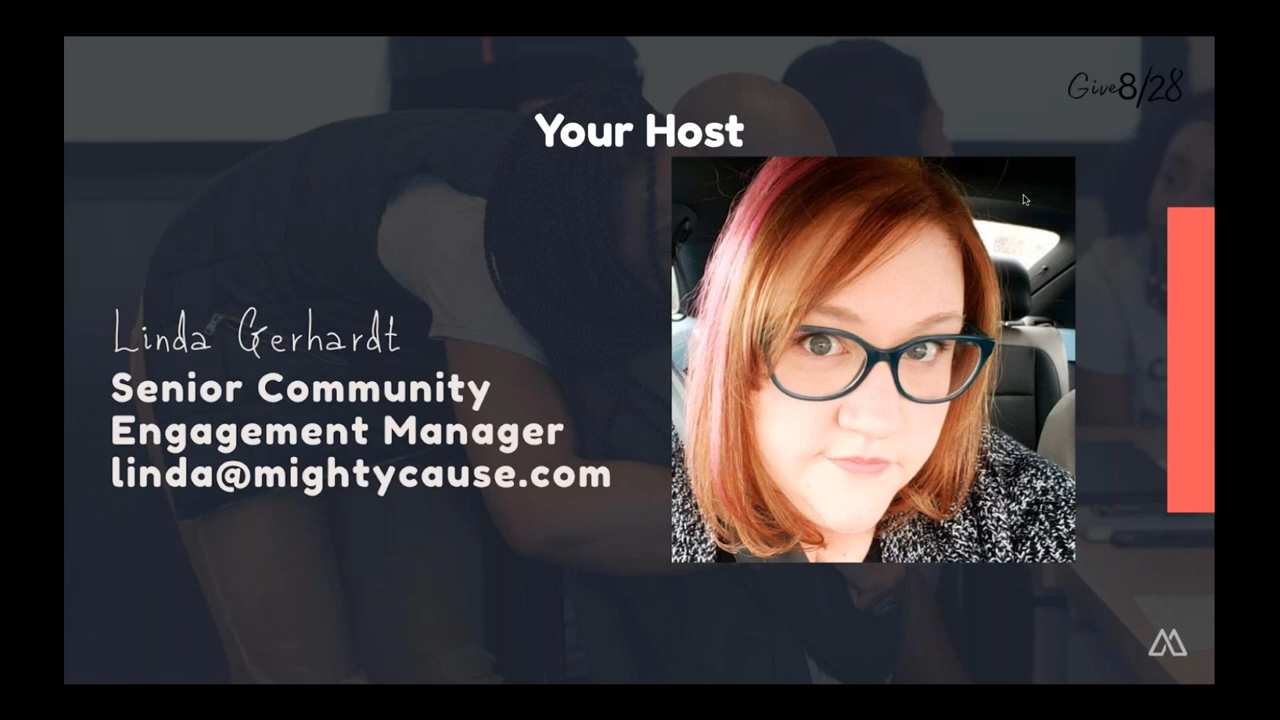 Give8/28
Your Host
Linda Gerhardt
Senior Community
Engagement Manager
linda@mightycause.com